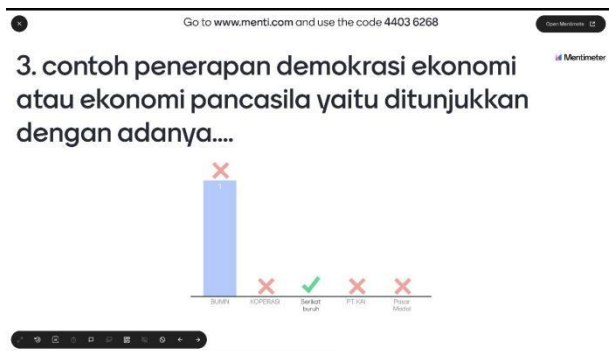 Go to www.menti.com and use the code 4403 6268
Open Mentimeter
Mentimeter
3. contoh penerapan demokrasi ekonomi
atau ekonomi pancasila yaitu ditunjukkan
dengan adanya....
1
BUMN
KOPERASI
Serikat
buruh
PT.KAI
Pasar
Modal